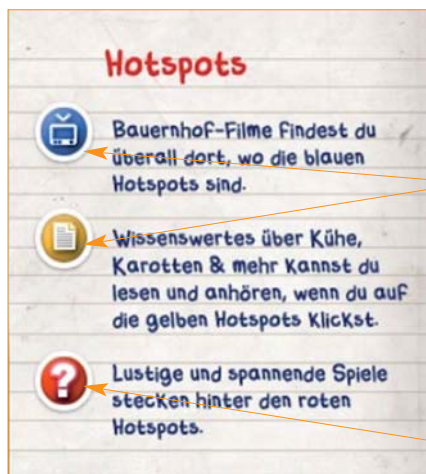 Hotspots
Bauernhof-Filme findest du
überall dort, wo die blauen
Hotspots sind.
Wissenswertes über Kühe,
Karotten & mehr kannst du
lesen und anhören, wenn du auf
die gelben Hotspots klickst.
Lustige und spannende Spiele
stecken hinter den roten
Hotspots.